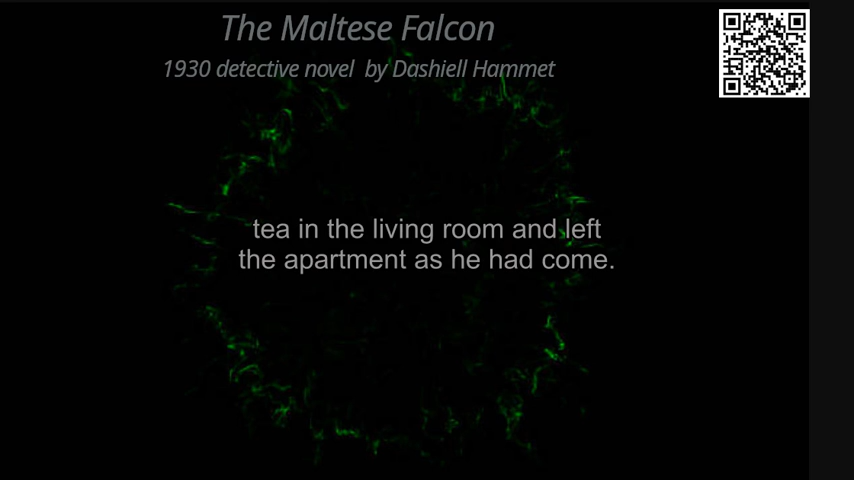 The Maltese Falcon
1930 detective novel by Dashiell Hammet
tea in the living room and left
the apartment as he had come.